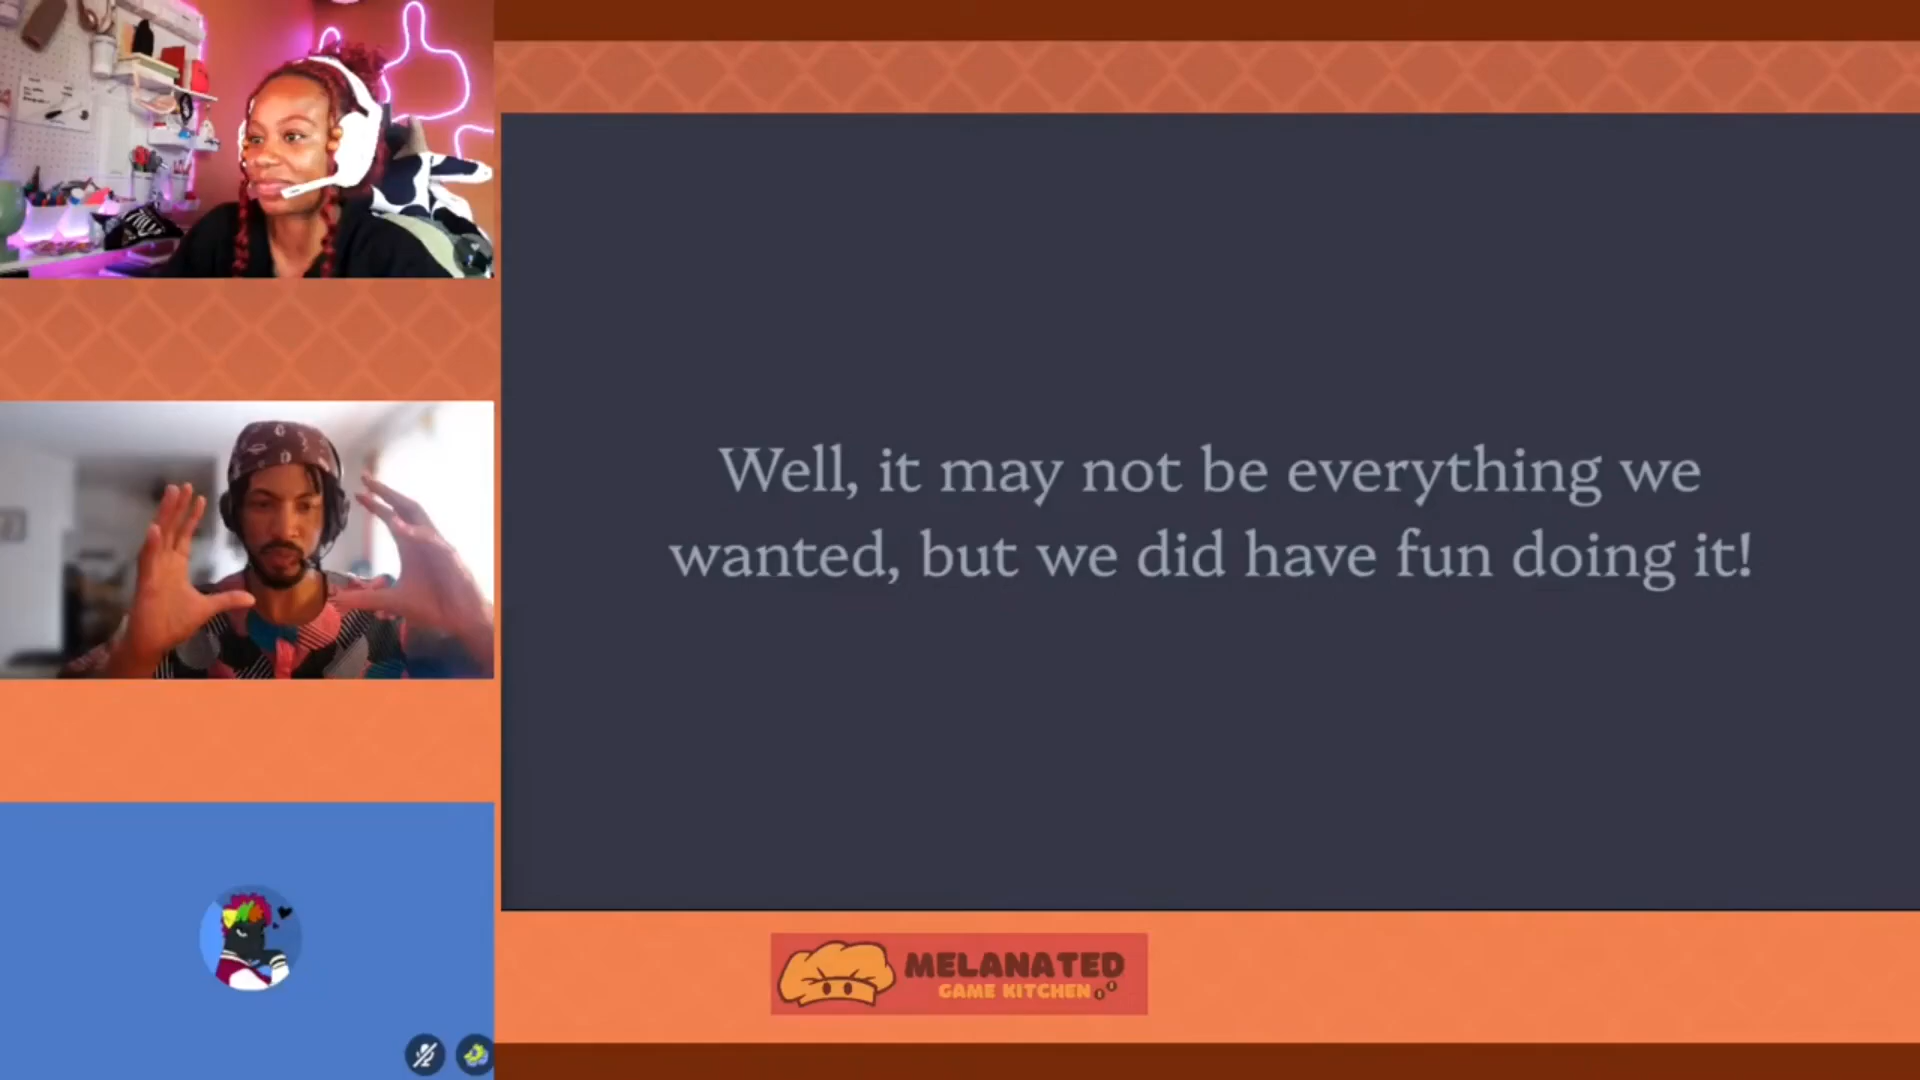 Well, it may not be everything we
wanted, but we did have fun doing it!
MELANATED
GAME KITCHEN